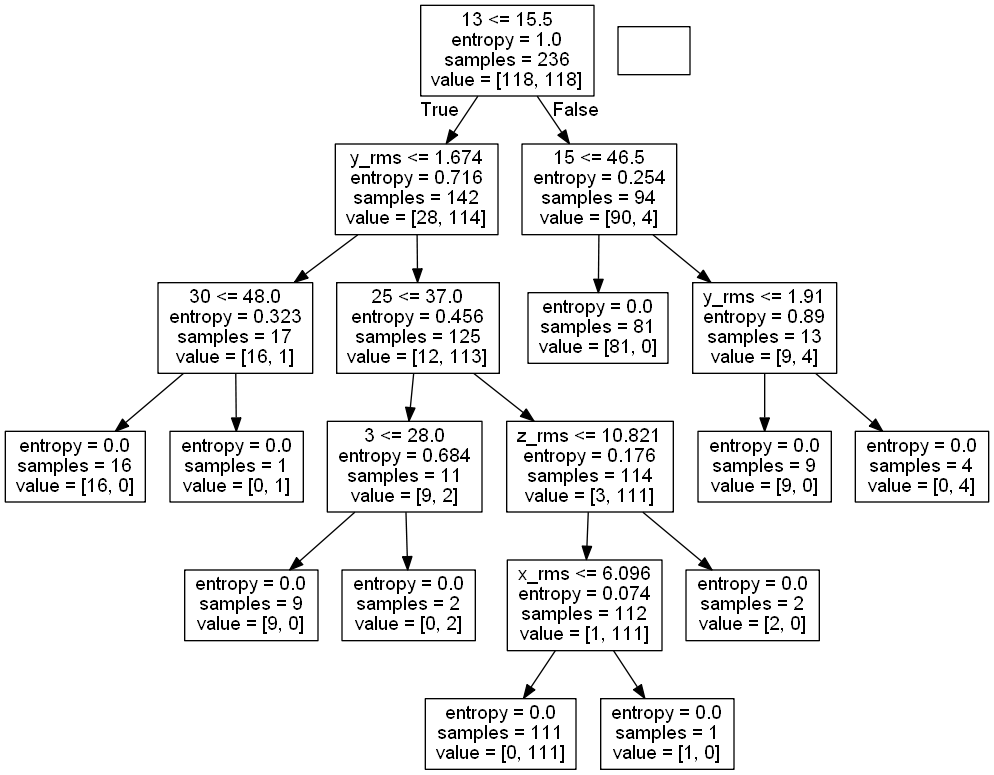 13 <= 15.5
entropy = 1.0
samples = 236
value = [118, 118]
True
False
y_rms <= 1.674
entropy = 0.716
samples = 142
value = [28, 114]
15 <= 46.5
entropy = 0.254
samples = 94
value = [90, 4]
30 <= 48.0
entropy = 0.323
samples = 17
value = [16, 1]
25 <= 37.0
entropy = 0.456
samples = 125
value = [12, 113]
entropy = 0.0
samples = 81
value = [81, 0]
y_rms <= 1.91
entropy = 0.89
samples = 13
value = [9, 4]
entropy = 0.0
samples = 16
value = [16, 0]
entropy = 0.0
samples = 1
value = [0, 1]
3 <= 28.0
entropy = 0.684
samples = 11
value = [9, 2]
z_rms <= 10.821
entropy = 0.176
samples = 114
value = [3, 111]
entropy = 0.0
samples = 9
value = [9, 0]
entropy = 0.0
samples = 4
value = [0, 4]
entropy = 0.0
samples = 9
value = [9, 0]
entropy = 0.0
samples = 2
value = [0, 2]
x_rms <= 6.096
entropy = 0.074
samples = 112
value = [1, 111]
entropy = 0.0
samples = 2
value = [2, 0]
entropy = 0.0
samples = 111
value = [0, 111]
entropy = 0.0
samples = 1
value = [1, 0]